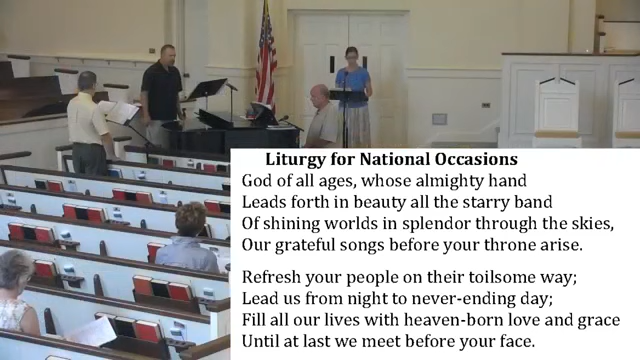 Liturgy for National Occasions
God of all ages, whose almighty hand
Leads forth in beauty all the starry band
Of shining worlds in splendor through the skies,
Our grateful songs before your throne arise.
Refresh your people on their toilsome way;
Lead us from night to never-ending day;
Fill all our lives with heaven-born love and grace
Until at last we meet before your face.